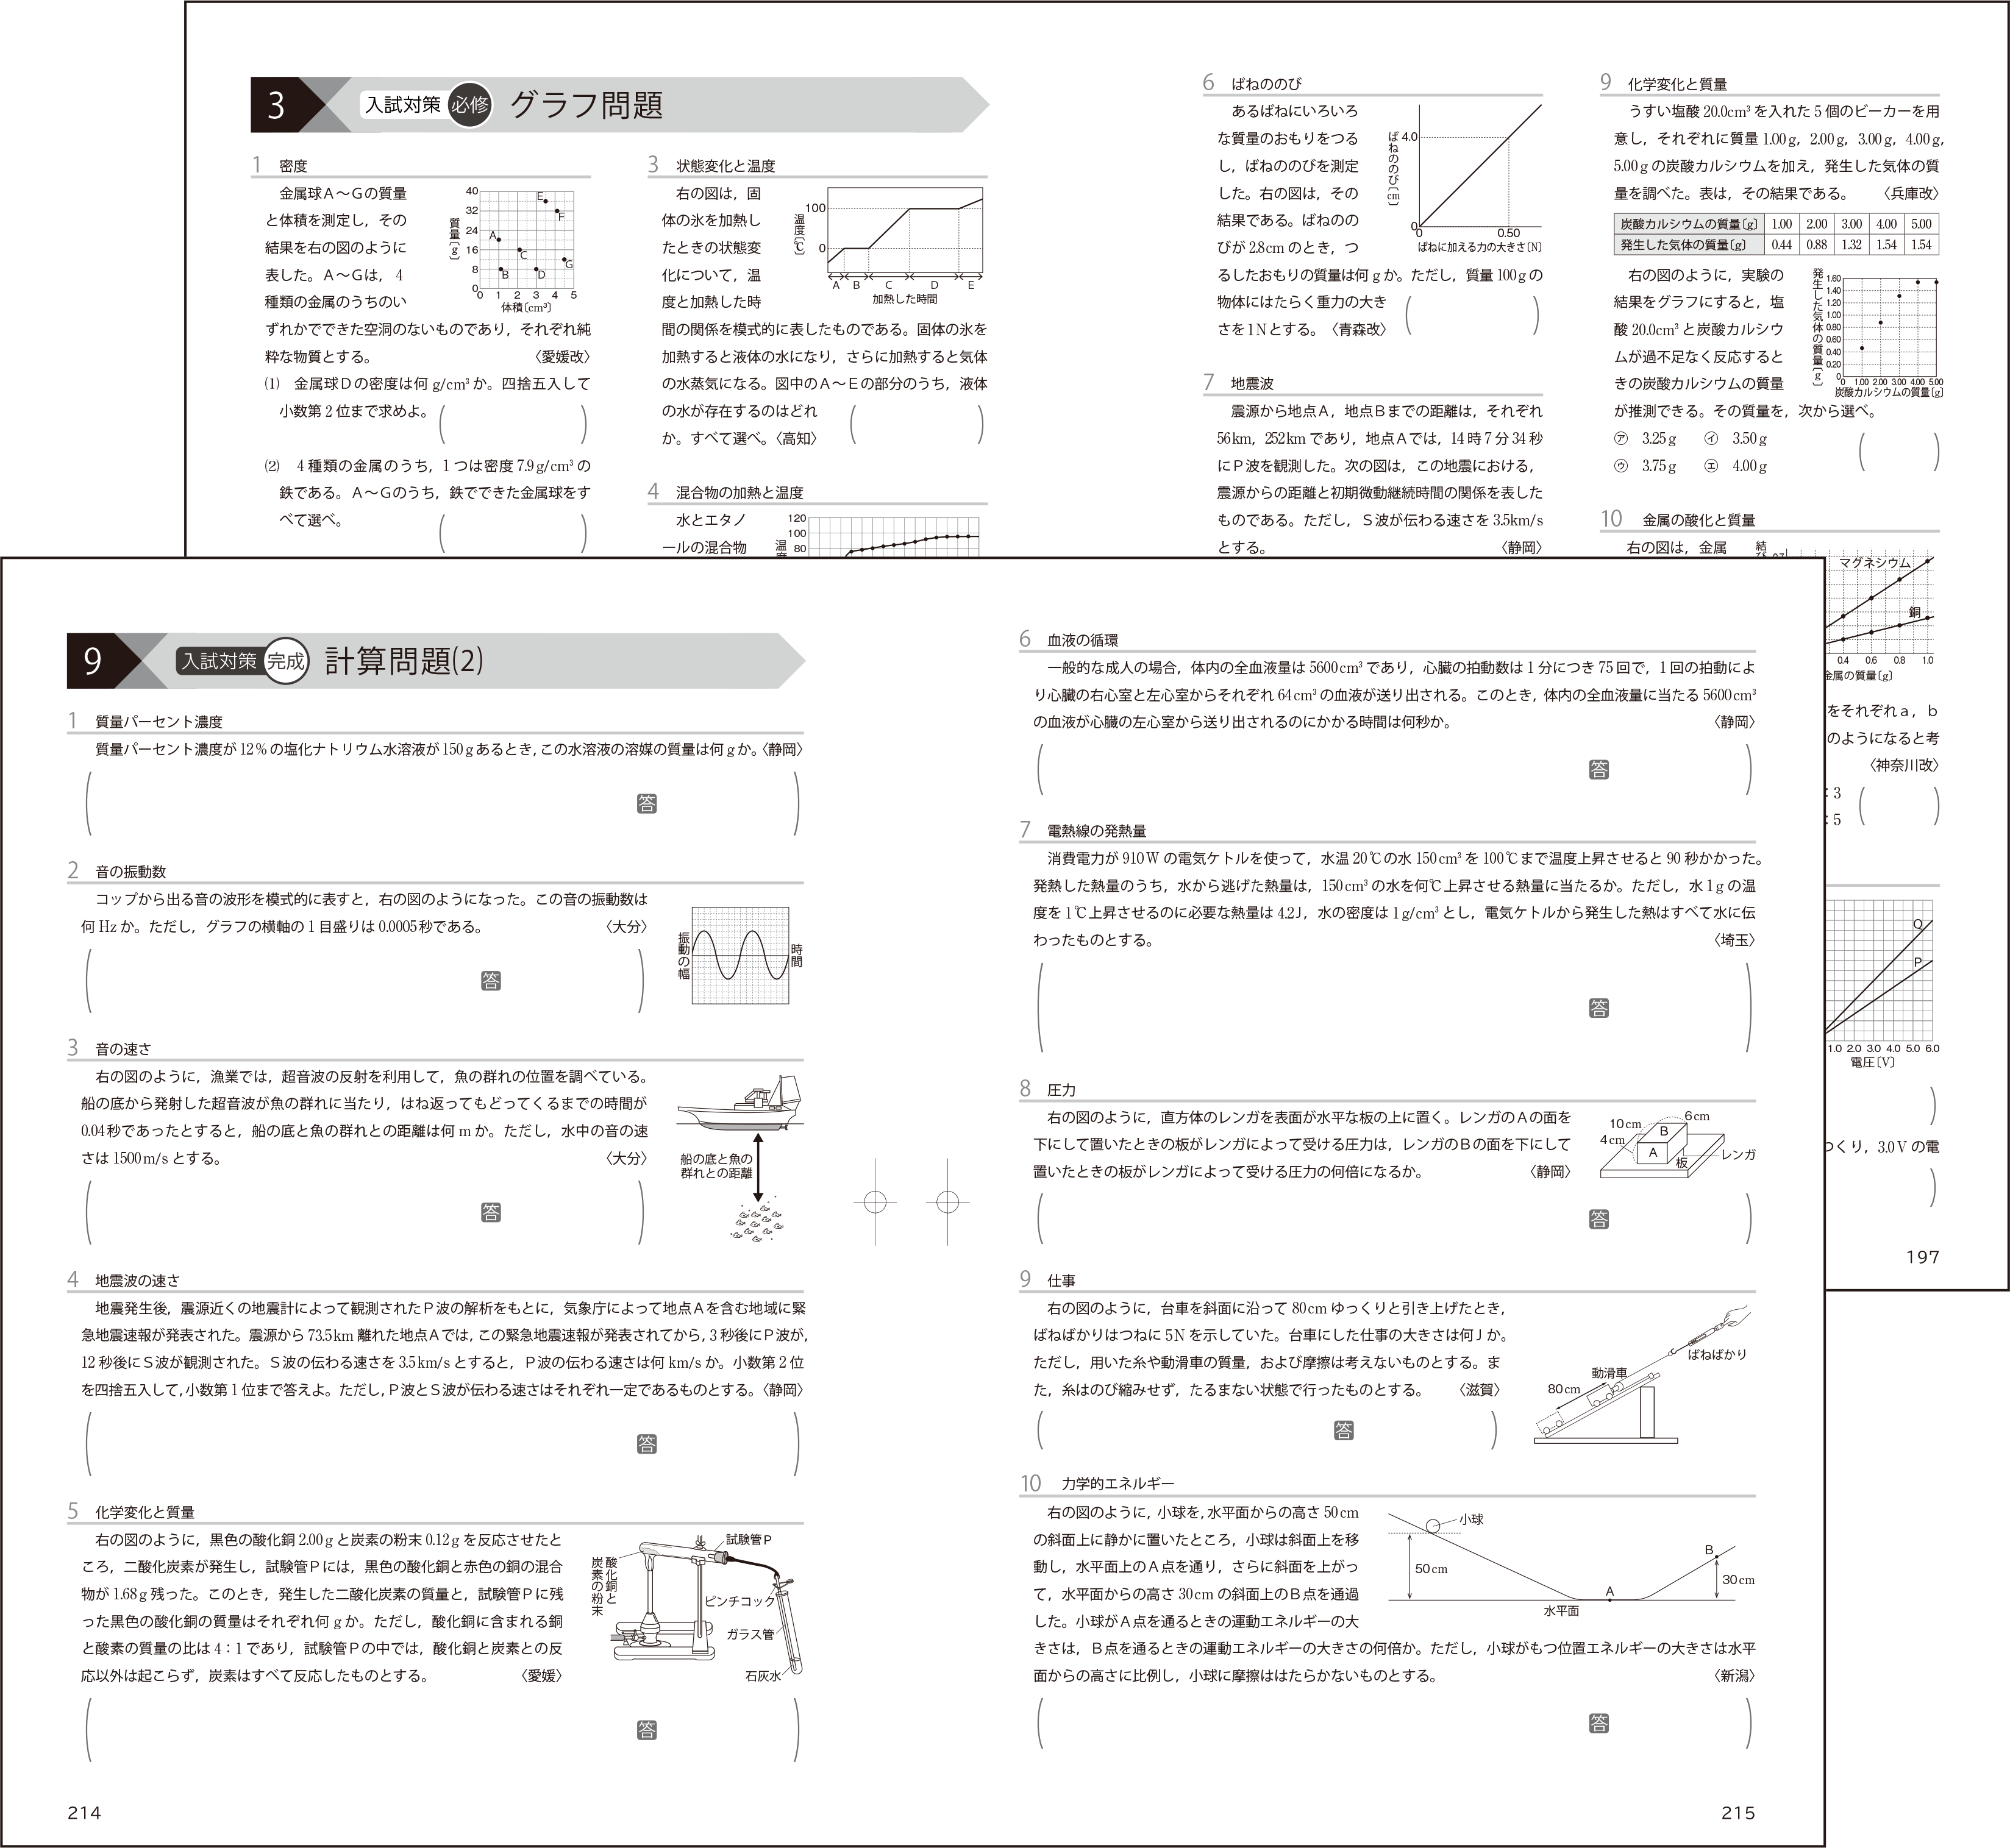 3 入試対策 必修 グラフ問題
1 密度
金属球A～Gの質量
と体積を測定し，その
結果を右の図のように
表した。A～Gは，4
種類の金属のうちのい
ずれかでできた空洞のないものであり，それぞれ純
粋な物質とする。 〈愛媛改〉
⑴ 金属球Dの密度は何 g/cm³ か。四捨五入して
小数第 2 位まで求めよ。
⑵ 4 種類の金属のうち，1 つは密度 7.9 g/cm³ の
鉄である。A～Gのうち，鉄でできた金属球をす
べて選べ。
質量〔g〕
40
32
24
16
8
0
A
B
C
D
E
F
G
0 1 2 3 4 5
体積〔cm³〕
3 状態変化と温度
右の図は，固
体の氷を加熱し
たときの状態変
化について，温
度と加熱した時
間の関係を模式的に表したものである。固体の氷を
加熱すると液体の水になり，さらに加熱すると気体
の水蒸気になる。図中のA～Eの部分のうち，液体
の水が存在するのはどれ
か。すべて選べ。〈高知〉
温度〔℃〕
100
0
A B C D E
加熱した時間
4 混合物の加熱と温度
水とエタノ
ールの混合物
120
100
80
温
6 ばねののび
あるばねにいろいろ
な質量のおもりをつる
し，ばねののびを測定
した。右の図は，その
結果である。ばねのの
びが 2.8 cm のとき，つ
るしたおもりの質量は何 g か。ただし，質量 100 g の
物体にはたらく重力の大き
さを 1 N とする。〈青森改〉
ばねののび〔cm〕
4.0
0
0 0.50
ばねに加える力の大きさ〔N〕
7 地震波
震源から地点A，地点Bまでの距離は，それぞれ
56 km，252 km であり，地点Aでは，14 時 7 分 34 秒
にP波を観測した。次の図は，この地震における，
震源からの距離と初期微動継続時間の関係を表した
ものである。ただし，S波が伝わる速さを 3.5 km/s
とする。 〈静岡〉
9 化学変化と質量
うすい塩酸 20.0cm³ を入れた 5 個のビーカーを用
意し，それぞれに質量 1.00 g，2.00 g，3.00 g，4.00 g，
5.00 g の炭酸カルシウムを加え，発生した気体の質
量を調べた。表は，その結果である。 〈兵庫改〉
炭酸カルシウムの質量〔g〕 1.00 2.00 3.00 4.00 5.00
発生した気体の質量〔g〕 0.44 0.88 1.32 1.54 1.54
右の図のように，実験の
結果をグラフにすると，塩
酸 20.0cm³ と炭酸カルシウ
ムが過不足なく反応すると
きの炭酸カルシウムの質量
が推測できる。その質量を，次から選べ。
㋐ 3.25 g ㋑ 3.50 g
㋒ 3.75 g ㋓ 4.00 g
発生した気体の質量〔g〕
1.60
1.40
1.20
1.00
0.80
0.60
0.40
0.20
0
0 1.00 2.00 3.00 4.00 5.00
炭酸カルシウムの質量〔g〕
10 金属の酸化と質量
右の図は，金属
結
マグネシウム
銅
0.4 0.6 0.8 1.0
金属の質量〔g〕
をそれぞれ a，b
のようになると考
〈神奈川改〉
: 3
: 5
Q
P
1.0 2.0 3.0 4.0 5.0 6.0
電圧〔V〕
つくり，3.0 V の電
197
9 入試対策 完成 計算問題⑵
1 質量パーセント濃度
質量パーセント濃度が 12 % の塩化ナトリウム水溶液が 150 g あるとき，この水溶液の溶媒の質量は何 g か。〈静岡〉
答
2 音の振動数
コップから出る音の波形を模式的に表すと，右の図のようになった。この音の振動数は
何 Hz か。ただし，グラフの横軸の 1 目盛りは 0.0005 秒である。 〈大分〉
答
振動の幅
時間
3 音の速さ
右の図のように，漁業では，超音波の反射を利用して，魚の群れの位置を調べている。
船の底から発射した超音波が魚の群れに当たり，はね返ってもどってくるまでの時間が
0.04 秒であったとすると，船の底と魚の群れとの距離は何 m か。ただし，水中の音の速
さは 1500 m/s とする。 〈大分〉
答
船の底と魚の
群れとの距離
4 地震波の速さ
地震発生後，震源近くの地震計によって観測されたP波の解析をもとに，気象庁によって地点Aを含む地域に緊
急地震速報が発表された。震源から 73.5 km 離れた地点Aでは，この緊急地震速報が発表されてから，3 秒後にP波が，
12 秒後にS波が観測された。S波の伝わる速さを 3.5 km/s とすると，P波の伝わる速さは何 km/s か。小数第 2 位
を四捨五入して，小数第 1 位まで答えよ。ただし，P波とS波が伝わる速さはそれぞれ一定であるものとする。〈静岡〉
答
5 化学変化と質量
右の図のように，黒色の酸化銅 2.00 g と炭素の粉末 0.12 g を反応させたと
ころ，二酸化炭素が発生し，試験管Pには，黒色の酸化銅と赤色の銅の混合
物が 1.68 g 残った。このとき，発生した二酸化炭素の質量と，試験管Pに残
った黒色の酸化銅の質量はそれぞれ何 g か。ただし，酸化銅に含まれる銅
と酸素の質量の比は 4：1 であり，試験管Pの中では，酸化銅と炭素との反
応以外は起こらず，炭素はすべて反応したものとする。 〈愛媛〉
答
酸化銅と
炭素の粉末
試験管P
ピンチコック
ガラス管
石灰水
214
6 血液の循環
一般的な成人の場合，体内の全血液量は 5600 cm³ であり，心臓の拍動数は 1 分につき 75 回で，1 回の拍動によ
り心臓の右心室と左心室からそれぞれ 64 cm³ の血液が送り出される。このとき，体内の全血液量に当たる 5600 cm³
の血液が心臓の左心室から送り出されるのにかかる時間は何秒か。 〈静岡〉
答
7 電熱線の発熱量
消費電力が 910 W の電気ケトルを使って，水温 20 ℃の水 150 cm³ を 100 ℃まで温度上昇させると 90 秒かかった。
発熱した熱量のうち，水から逃げた熱量は，150 cm³ の水を何℃上昇させる熱量に当たるか。ただし，水 1 g の温
度を 1 ℃上昇させるのに必要な熱量は 4.2 J，水の密度は 1 g/cm³ とし，電気ケトルから発生した熱はすべて水に伝
わったものとする。 〈埼玉〉
答
8 圧力
右の図のように，直方体のレンガを表面が水平な板の上に置く。レンガのAの面を
下にして置いたときの板がレンガによって受ける圧力は，レンガのBの面を下にして
置いたときの板がレンガによって受ける圧力の何倍になるか。 〈静岡〉
答
10 cm
6 cm
4 cm
B
A
板
レンガ
9 仕事
右の図のように，台車を斜面に沿って 80 cm ゆっくりと引き上げたとき，
ばねばかりはつねに 5 N を示していた。台車にした仕事の大きさは何 J か。
ただし，用いた糸や動滑車の質量，および摩擦は考えないものとする。ま
た，糸はのび縮みせず，たるまない状態で行ったものとする。 〈滋賀〉
答
ばねばかり
動滑車
80 cm
10 力学的エネルギー
右の図のように，小球を，水平面からの高さ 50 cm
の斜面上に静かに置いたところ，小球は斜面上を移
動し，水平面上のA点を通り，さらに斜面を上がっ
て，水平面からの高さ 30 cm の斜面上のB点を通過
した。小球がA点を通るときの運動エネルギーの大
きさは，B点を通るときの運動エネルギーの大きさの何倍か。ただし，小球がもつ位置エネルギーの大きさは水平
面からの高さに比例し，小球に摩擦ははたらかないものとする。 〈新潟〉
答
小球
50 cm
A
水平面
B
30 cm
215